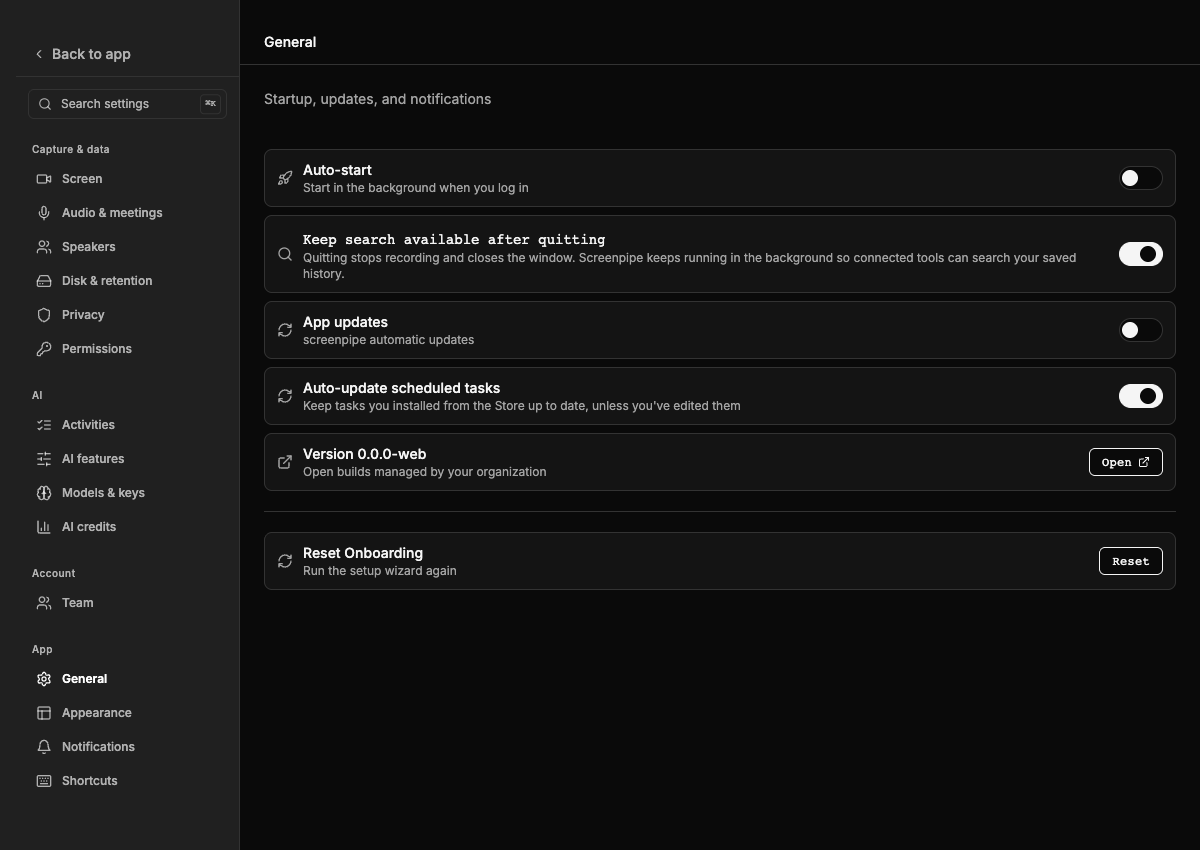 Back to app
Search settings
⌘K
Capture & data
Screen
Audio & meetings
Speakers
Disk & retention
Privacy
Permissions
AI
Activities
AI features
Models & keys
AI credits
Account
Team
App
General
Appearance
Notifications
Shortcuts
General
Startup, updates, and notifications
Auto-start
Start in the background when you log in
Keep search available after quitting
Quitting stops recording and closes the window. Screenpipe keeps running in the background so connected tools can search your saved
history.
App updates
screenpipe automatic updates
Auto-update scheduled tasks
Keep tasks you installed from the Store up to date, unless you've edited them
Version 0.0.0-web
Open builds managed by your organization
Open
Reset Onboarding
Run the setup wizard again
Reset